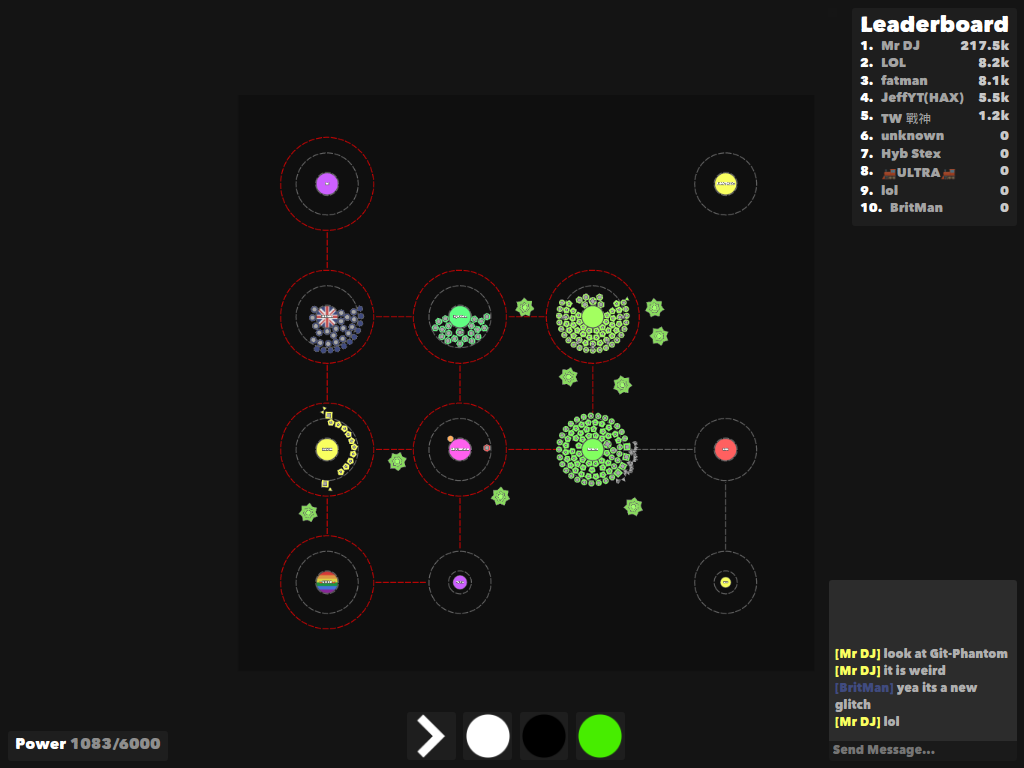 Leaderboard
1. Mr DJ 217.5k
2. LOL 8.2k
3. fatman 8.1k
4. JeffYT(HAX) 5.5k
5. TW 戰神 1.2k
6. unknown 0
7. Hyb Stex 0
8. 🚂ULTRA🚂 0
9. lol 0
10. BritMan 0
[Mr DJ] look at Git-Phantom
[Mr DJ] it is weird
[BritMan] yea its a new
glitch
[Mr DJ] lol
Power 1083/6000
Send Message...